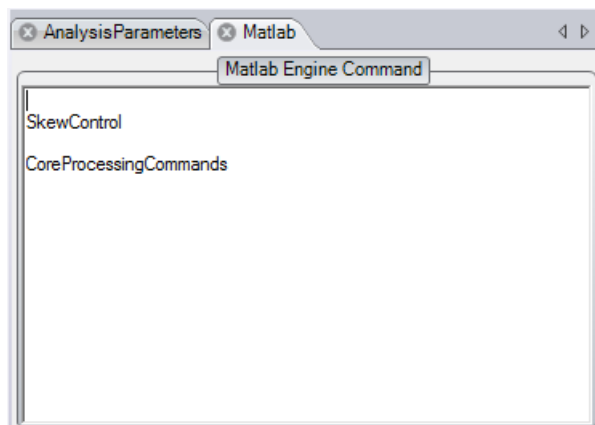 AnalysisParameters Matlab
Matlab Engine Command
SkewControl
CoreProcessingCommands